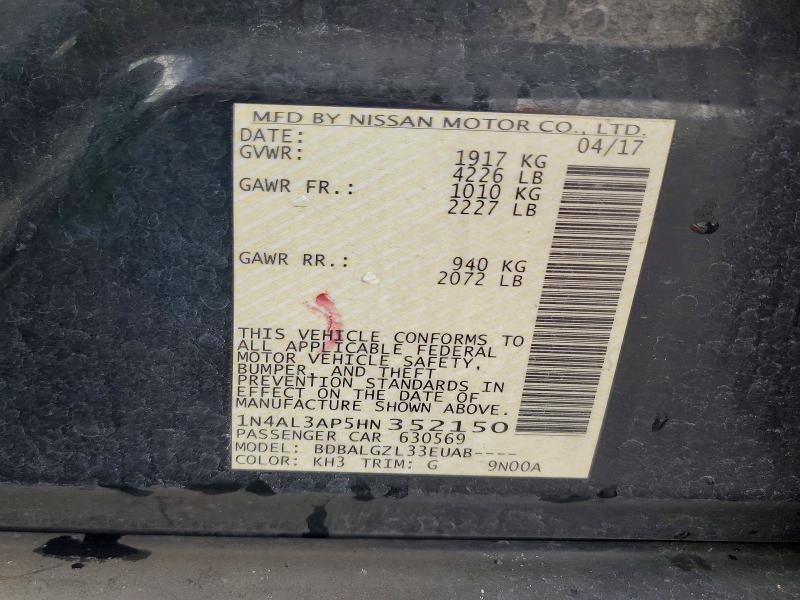 MFD BY NISSAN MOTOR CO., LTD.
DATE: 04/17
GVWR: 1917 KG
4226 LB
GAWR FR.: 1010 KG
2227 LB
GAWR RR.: 940 KG
2072 LB
THIS VEHICLE CONFORMS TO
ALL APPLICABLE FEDERAL
MOTOR VEHICLE SAFETY,
BUMPER, AND THEFT
PREVENTION STANDARDS IN
EFFECT ON THE DATE OF
MANUFACTURE SHOWN ABOVE.
1N4AL3AP5HN 352150
PASSENGER CAR 630569
MODEL: BDBALGZL33EUAB----
COLOR: KH3 TRIM: G 9N00A